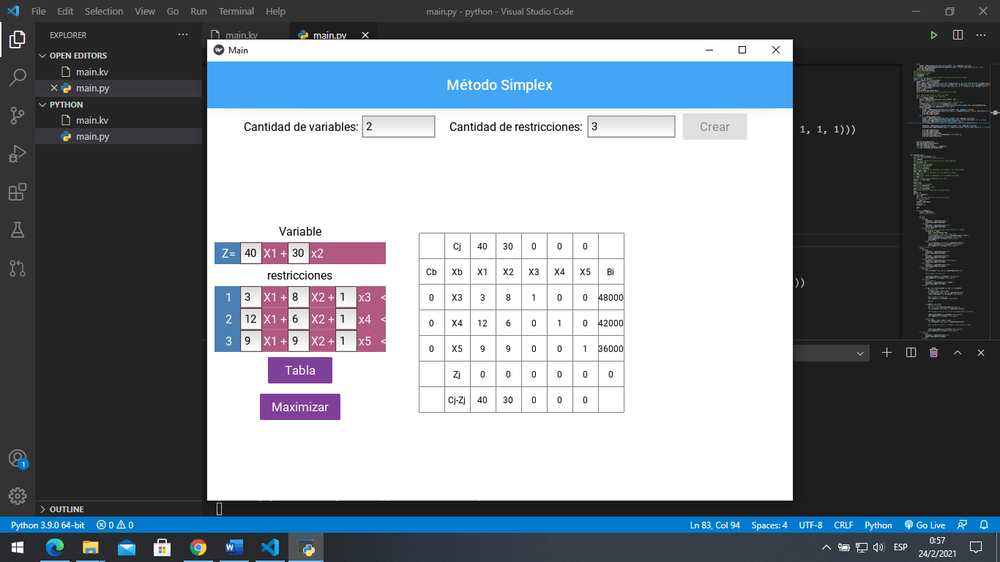 File Edit Selection View Go Run Terminal Help
main.py - python - Visual Studio Code
EXPLORER
OPEN EDITORS
main.kv
main.py
PYTHON
main.kv
main.py
OUTLINE
main.kv
main.py
1, 1, 1)))
))
Main
Método Simplex
Cantidad de variables: 2 Cantidad de restricciones: 3 Crear
Variable
Z= 40 X1 + 30 x2
restricciones
1 3 X1 + 8 X2 + 1 x3 <
2 12 X1 + 6 X2 + 1 x4 <
3 9 X1 + 9 X2 + 1 x5 <
Tabla
Maximizar
Cj 40 30 0 0 0
Cb Xb X1 X2 X3 X4 X5 Bi
0 X3 3 8 1 0 0 48000
0 X4 12 6 0 1 0 42000
0 X5 9 9 0 0 1 36000
Zj 0 0 0 0 0 0
Cj-Zj 40 30 0 0 0
1
Python 3.9.0 64-bit 0 0
Ln 83, Col 94 Spaces: 4 UTF-8 CRLF Python Go Live
ESP
0:57
24/2/2021